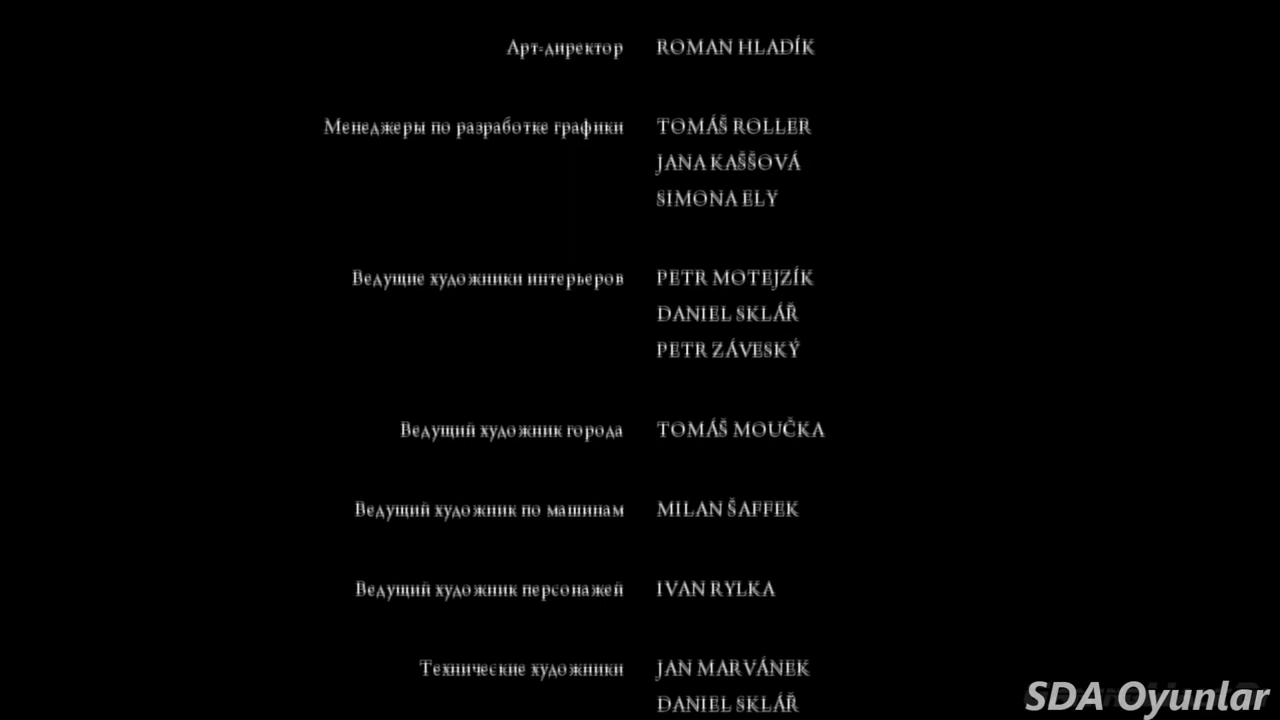 Арт-директор ROMAN HLADÍK
Менеджеры по разработке графики TOMÁŠ ROLLER
JANA KAŠŠOVÁ
SIMONA ELY
Ведущие художники интерьеров PETR MOTEJZÍK
DANIEL SKLÁŘ
PETR ZÁVESKÝ
Ведущий художник города TOMÁŠ MOUČKA
Ведущий художник по машинам MILAN ŠAFFEK
Ведущий художник персонажей IVAN RYLKA
Технические художники JAN MARVÁNEK
DANIEL SKLÁŘ
SDA Oyunlar